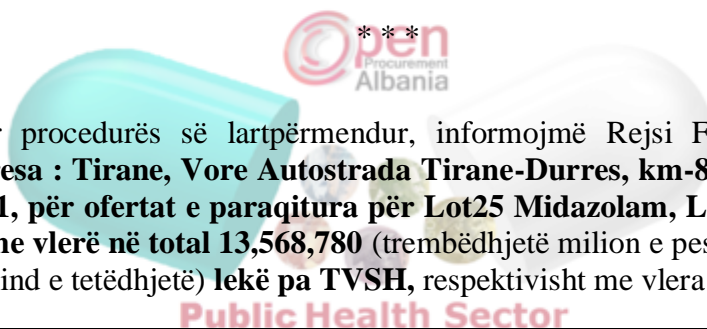 * * *
Open
Procurement
Albania
procedurës së lartpërmendur, informojmë Rejsi F
resa : Tirane, Vore Autostrada Tirane-Durres, km-8
1, për ofertat e paraqitura për Lot25 Midazolam, L
me vlerë në total 13,568,780 (trembëdhjetë milion e pes
ind e tetëdhjetë) lekë pa TVSH, respektivisht me vlera
Public Health Sector